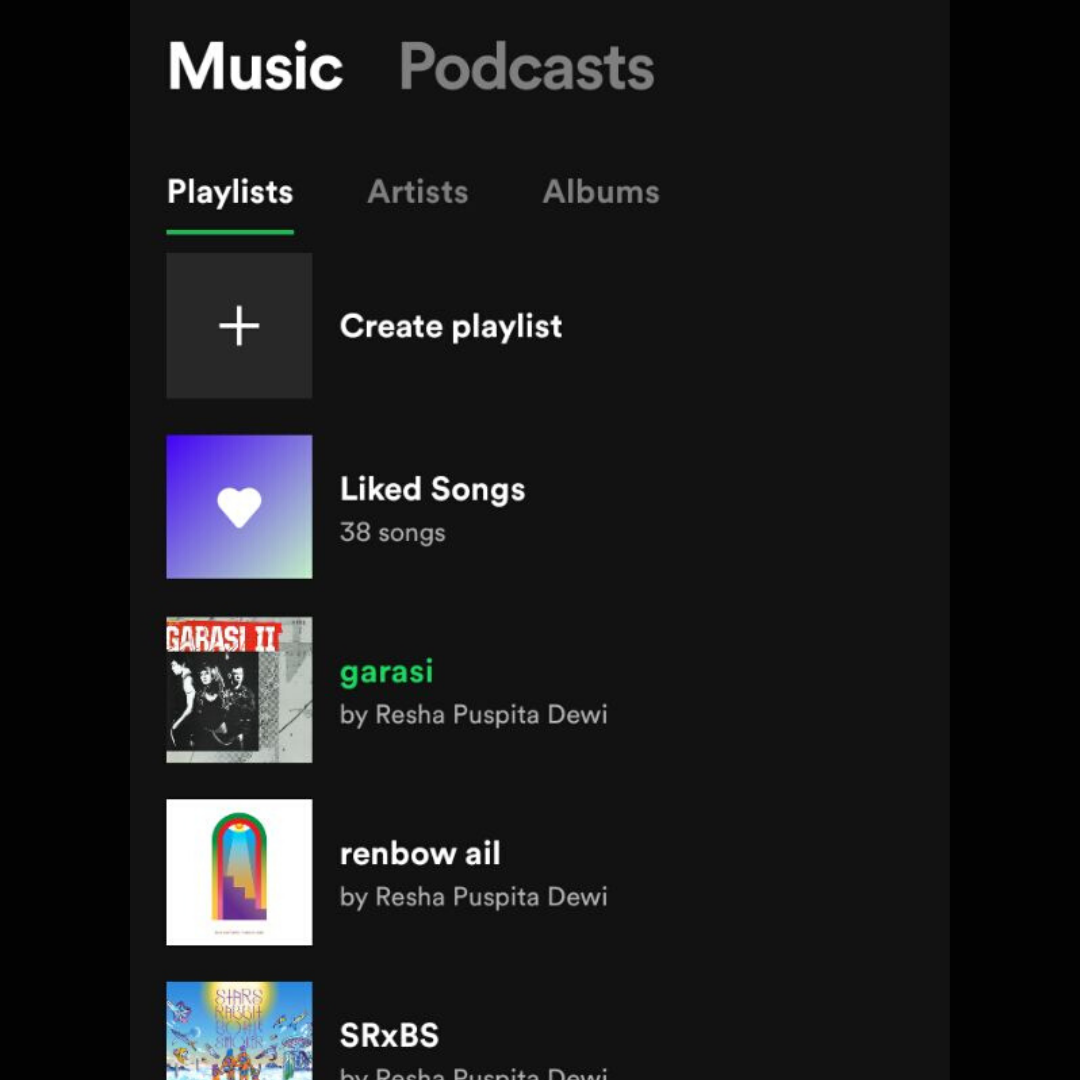 Music Podcasts
Playlists Artists Albums
Create playlist
Liked Songs
38 songs
GARASI II
garasi
by Resha Puspita Dewi
renbow ail
by Resha Puspita Dewi
STARS
RABBIT
SRxBS
by Resha Puspita Dewi